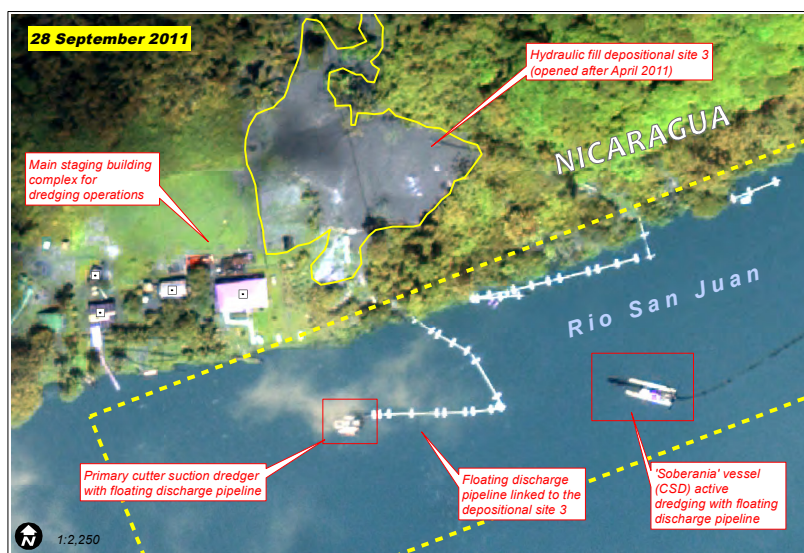 28 September 2011
Hydraulic fill depositional site 3
(opened after April 2011)
NICARAGUA
Main staging building
complex for
dredging operations
Rio San Juan
Primary cutter suction dredger
with floating discharge pipeline
Floating discharge
pipeline linked to the
depositional site 3
'Soberania' vessel
(CSD) active
dredging with floating
discharge pipeline
N
1:2,250